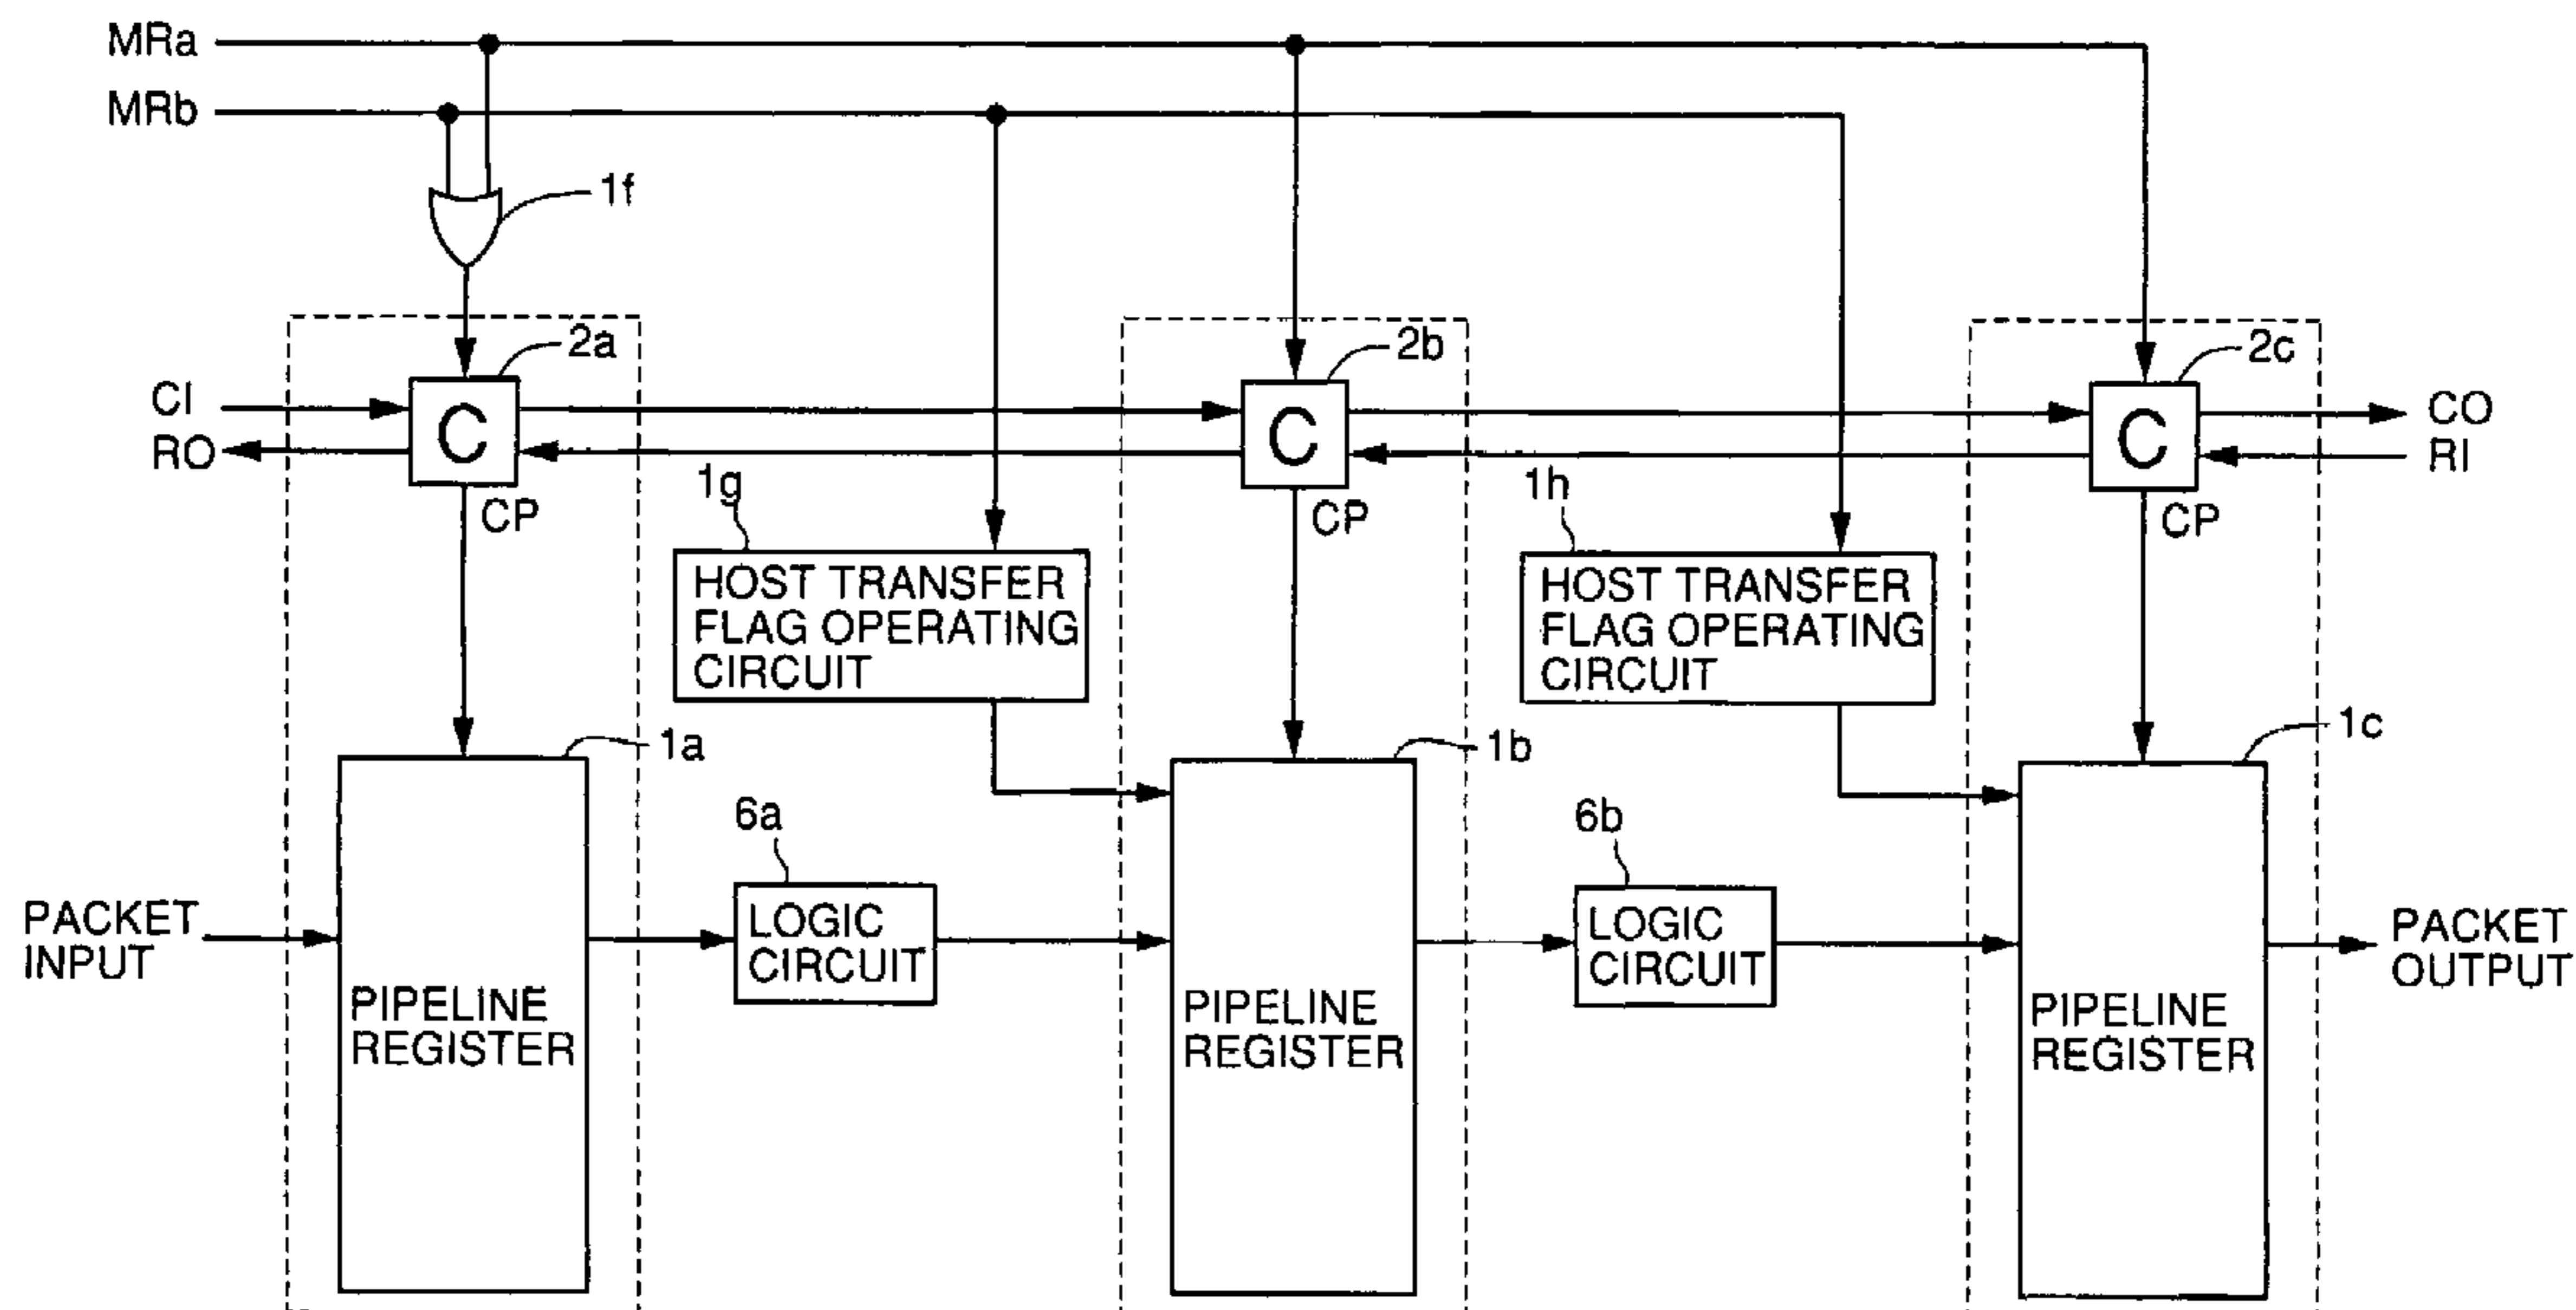 MRa
MRb
1f
2a
2b
2c
CI
CO
RO
RI
C
C
C
CP
CP
CP
1g
1h
HOST TRANSFER
FLAG OPERATING
CIRCUIT
HOST TRANSFER
FLAG OPERATING
CIRCUIT
1a
1b
1c
6a
6b
PACKET
INPUT
LOGIC
CIRCUIT
LOGIC
CIRCUIT
PACKET
OUTPUT
PIPELINE
REGISTER
PIPELINE
REGISTER
PIPELINE
REGISTER